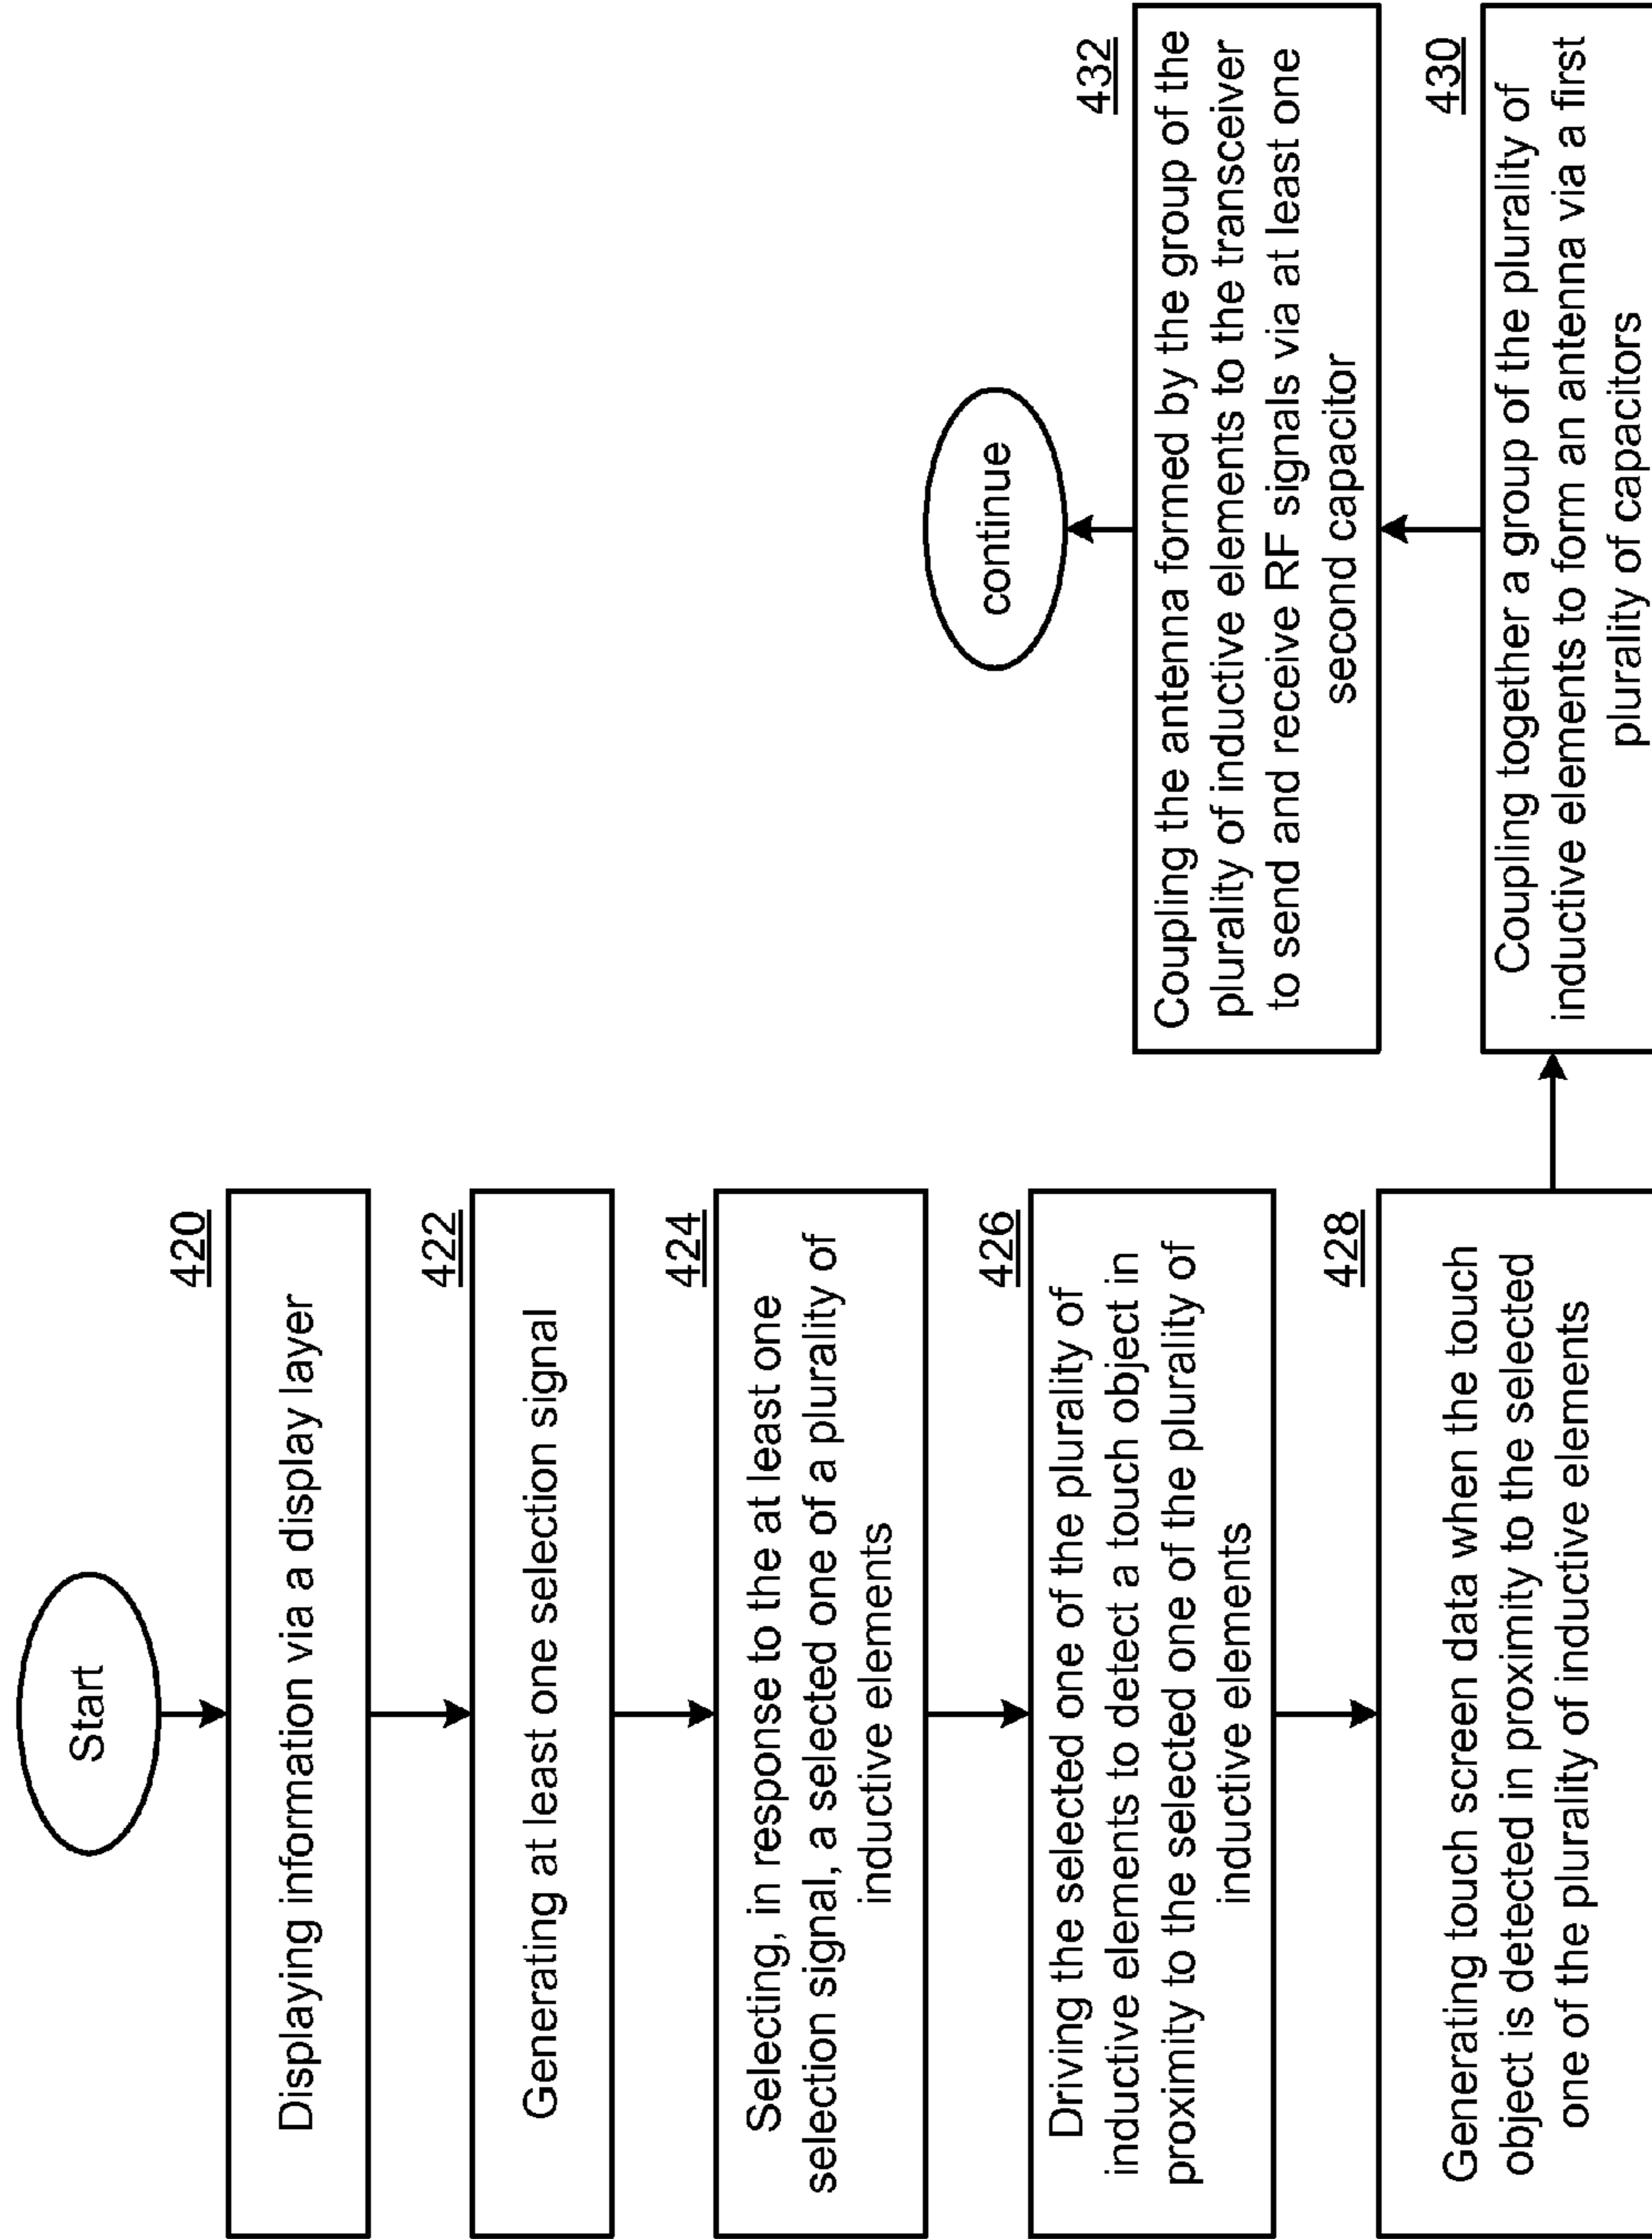 Start
420
Displaying information via a display layer
422
Generating at least one selection signal
424
Selecting, in response to the at least one
selection signal, a selected one of a plurality of
inductive elements
426
Driving the selected one of the plurality of
inductive elements to detect a touch object in
proximity to the selected one of the plurality of
inductive elements
428
Generating touch screen data when the touch
object is detected in proximity to the selected
one of the plurality of inductive elements
430
Coupling together a group of the plurality of
inductive elements to form an antenna via a first
plurality of capacitors
432
Coupling the antenna formed by the group of the
plurality of inductive elements to the transceiver
to send and receive RF signals via at least one
second capacitor
continue